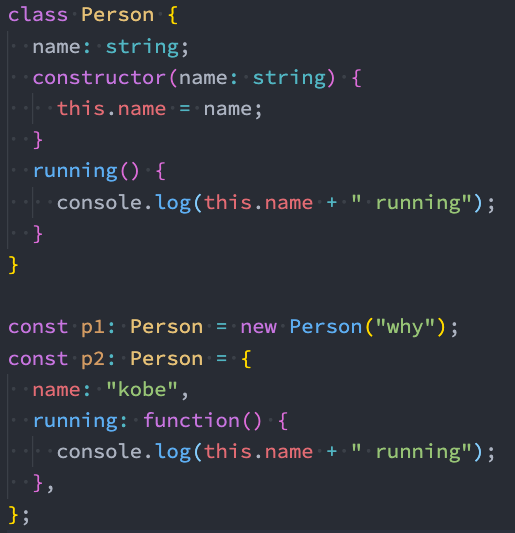 class Person {
  name: string;
  constructor(name: string) {
    this.name = name;
  }
  running() {
    console.log(this.name + " running");
  }
}

const p1: Person = new Person("why");
const p2: Person = {
  name: "kobe",
  running: function() {
    console.log(this.name + " running");
  },
};